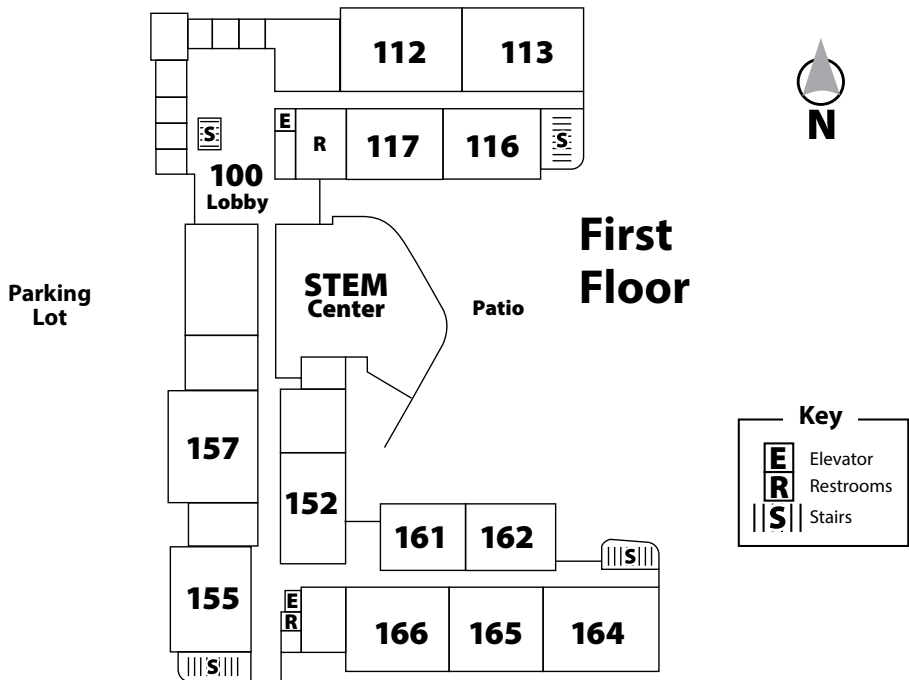 112
113
N
S
E
R
117
116
S
100
Lobby
First
Floor
STEM
Center
Parking
Lot
Patio
157
152
Key
E Elevator
R Restrooms
S Stairs
161
162
S
155
E
R
166
165
164
S